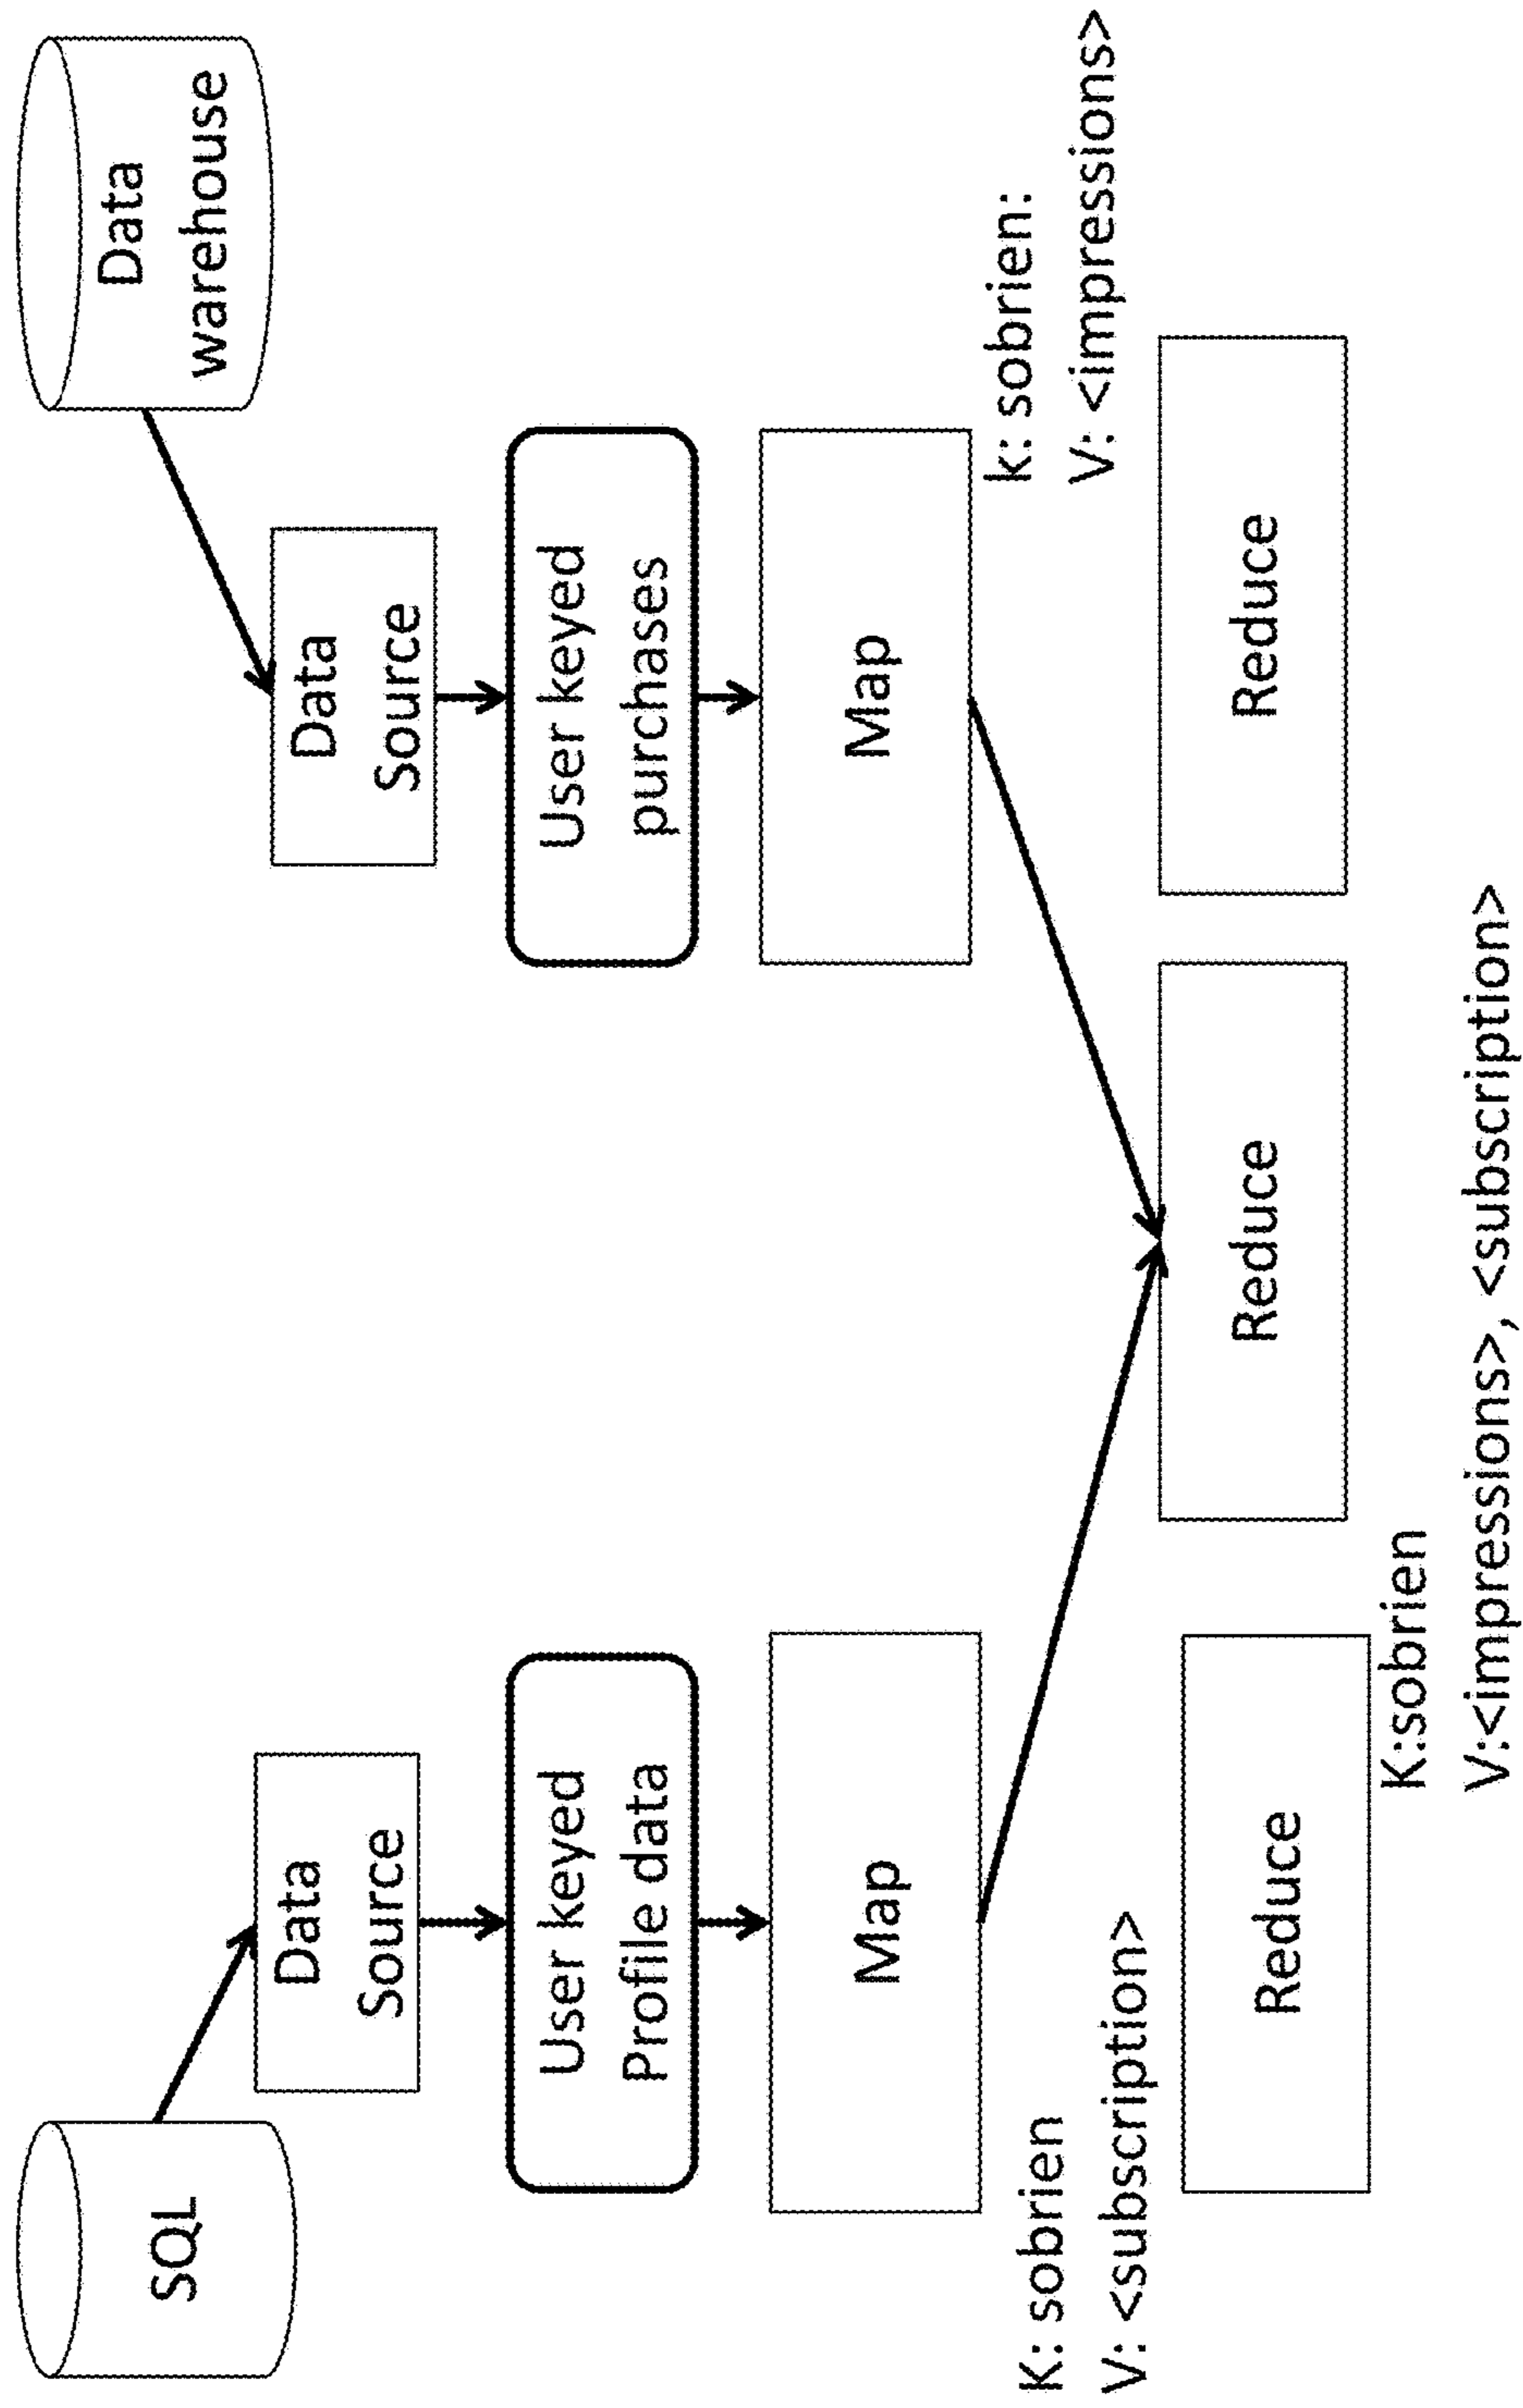 SQL
Data
warehouse
Data
Source
Data
Source
User keyed
Profile data
User keyed
purchases
Map
Map
K: sobrien
V: <subscription>
k: sobrien:
V: <impressions>
Reduce
Reduce
Reduce
K:sobrien
V:<impressions>, <subscription>